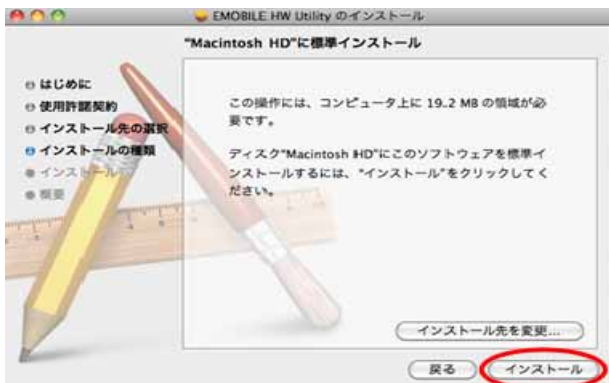 EMOBILE HW Utility のインストール
"Macintosh HD"に標準インストール
はじめに
使用許諾契約
インストール先の選択
インストールの種類
インストール
概要
この操作には、コンピュータ上に 19.2 MB の領域が必
要です。
ディスク"Macintosh HD"にこのソフトウェアを標準イ
ンストールするには、"インストール"をクリックしてく
ださい。
インストール先を変更...
戻る
インストール